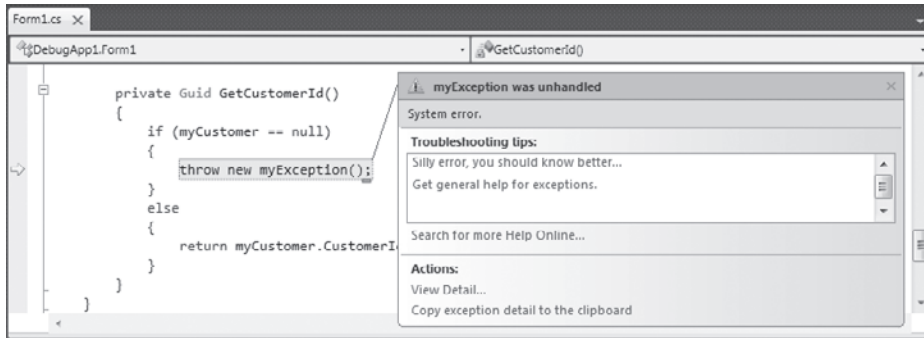 Form1.cs
DebugApp1.Form1
GetCustomerId()
private Guid GetCustomerId()
{
if (myCustomer == null)
{
throw new myException();
}
else
{
return myCustomer.CustomerI
}
}
}
myException was unhandled
System error.
Troubleshooting tips:
Silly error, you should know better...
Get general help for exceptions.
Search for more Help Online...
Actions:
View Detail...
Copy exception detail to the clipboard